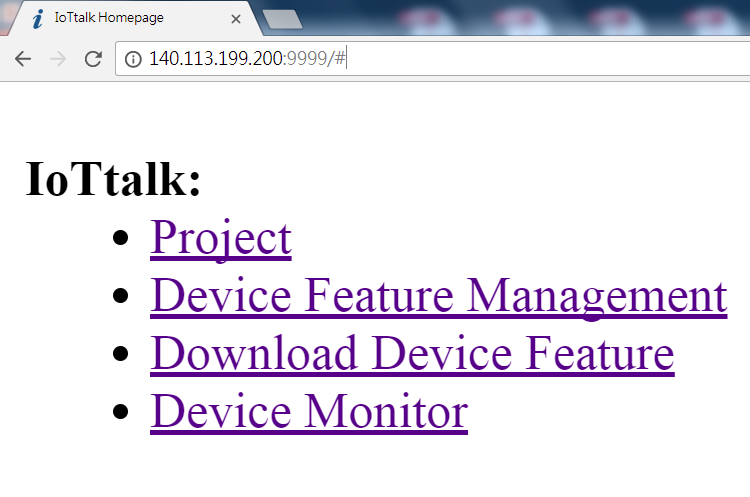 IoTtalk Homepage
140.113.199.200:9999/#
IoTtalk:
Project
Device Feature Management
Download Device Feature
Device Monitor